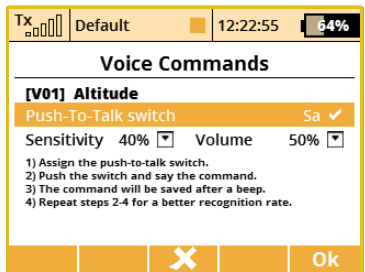 Tx Default 12:22:55 64%
Voice Commands
[V01] Altitude
Push-To-Talk switch Sa
Sensitivity 40% Volume 50%
1) Assign the push-to-talk switch.
2) Push the switch and say the command.
3) The command will be saved after a beep.
4) Repeat steps 2-4 for a better recognition rate.
Ok